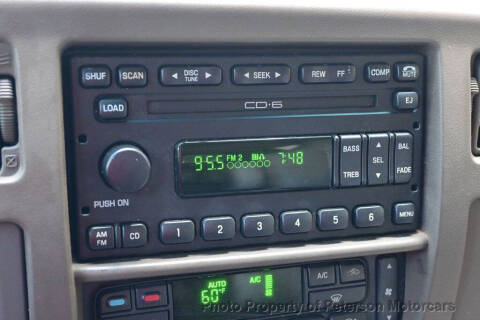 SHUF SCAN DISC TUNE SEEK REW FF COMP MUTE
LOAD CD·6 EJ
95.5 FM 2 7:48
BASS SEL BAL
TREB FADE
PUSH ON
AM FM CD 1 2 3 4 5 6 MENU
AUTO A/C A/C
60°F
Photo Property of Peterson Motorcars